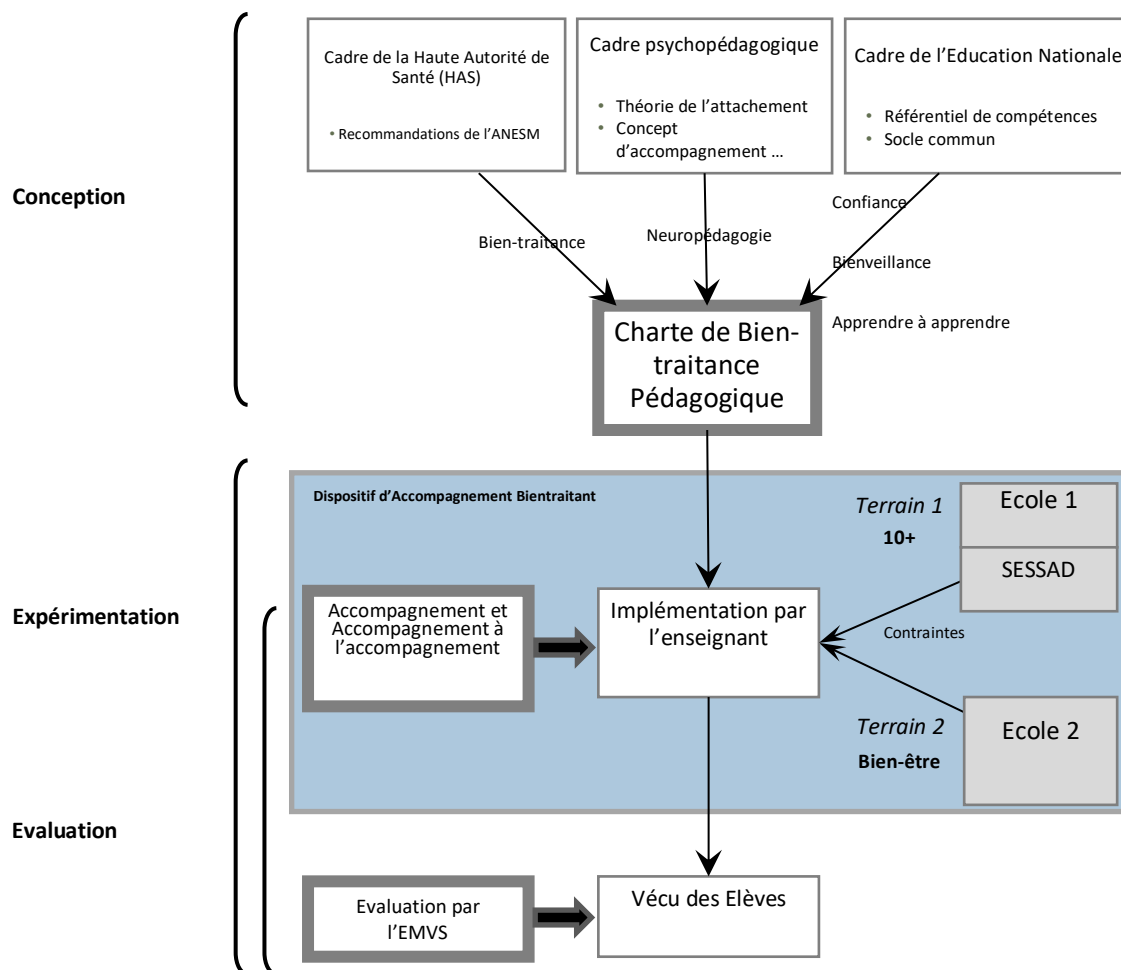 Cadre de la Haute Autorité de
Santé (HAS)
• Recommandations de l’ANESM
Cadre psychopédagogique
• Théorie de l’attachement
• Concept
d’accompagnement …
Cadre de l’Education Nationale
• Référentiel de compétences
• Socle commun
Conception
Bien-traitance
Neuropédagogie
Confiance
Bienveillance
Apprendre à apprendre
Charte de Bien-
traitance
Pédagogique
Dispositif d’Accompagnement Bientraitant
Terrain 1
10+
Ecole 1
SESSAD
Expérimentation
Accompagnement et
Accompagnement à
l’accompagnement
Implémentation par
l’enseignant
Contraintes
Terrain 2
Bien-être
Ecole 2
Evaluation
Evaluation par
l’EMVS
Vécu des Elèves